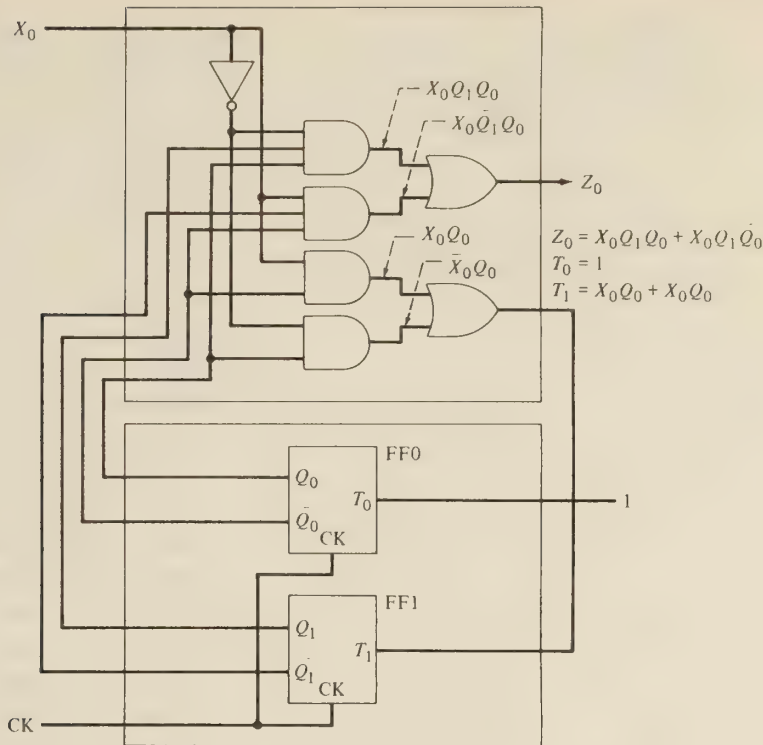 X₀
X₀Q₁Q₀
X₀Q̄₁Q₀
Z₀
X₀Q₀
X̄₀Q₀
Z₀ = X₀Q₁Q₀ + X₀Q₁Q̄₀
T₀ = 1
T₁ = X₀Q₀ + X₀Q₀
FF0
Q₀
T₀
1
Q̄₀
CK
FF1
Q₁
T₁
Q̄₁
CK
CK